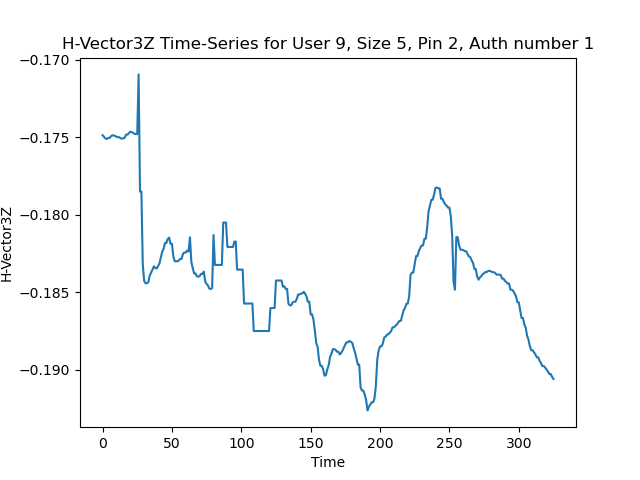 H-Vector3Z Time-Series for User 9, Size 5, Pin 2, Auth number 1
−0.170
−0.175
−0.180
−0.185
−0.190
H-Vector3Z
0 50 100 150 200 250 300
Time